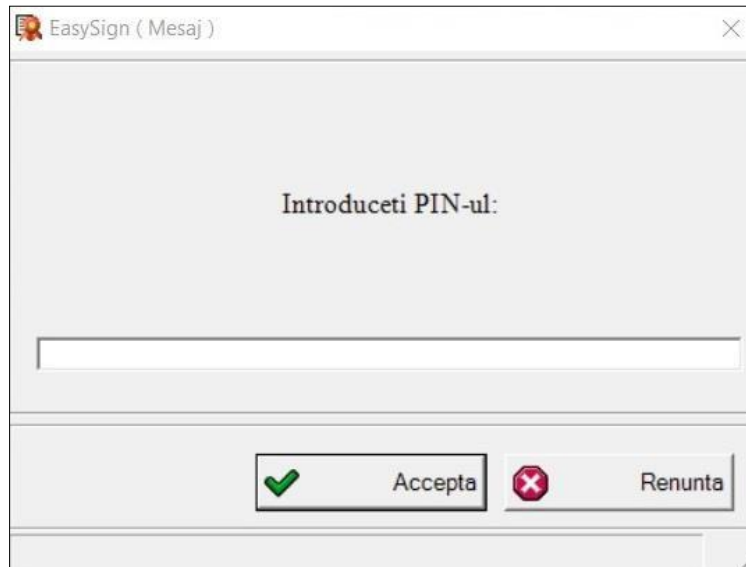 EasySign ( Mesaj )
Introduceti PIN-ul:
Accepta
Renunta